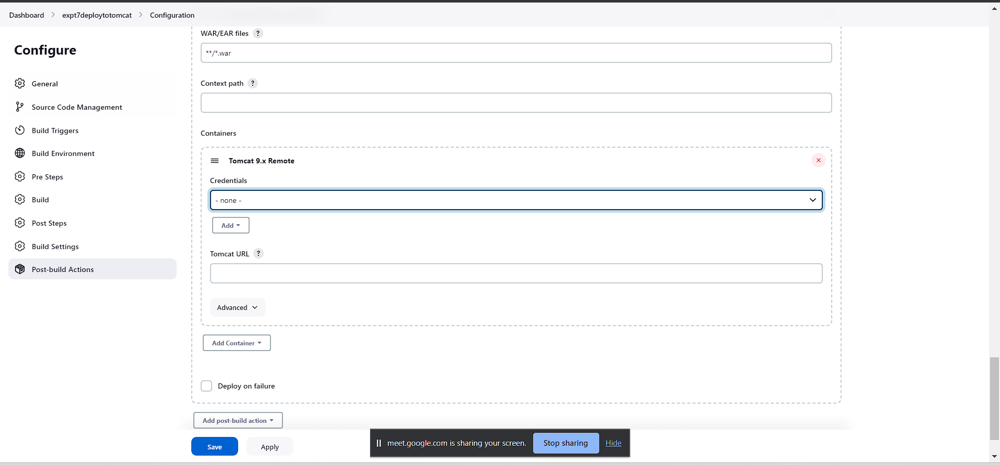 Dashboard > expt7deploytotomcat > Configuration
Configure
General
Source Code Management
Build Triggers
Build Environment
Pre Steps
Build
Post Steps
Build Settings
Post-build Actions
WAR/EAR files ?
**/*.war
Context path ?
Containers
Tomcat 9.x Remote
Credentials
- none -
Add
Tomcat URL ?
Advanced
Add Container
Deploy on failure
Add post-build action
Save Apply
meet.google.com is sharing your screen. Stop sharing Hide